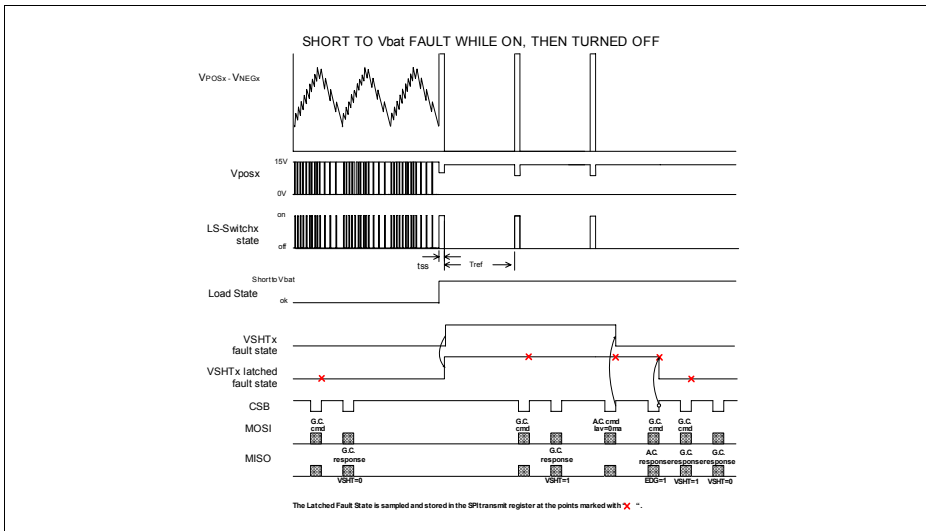 SHORT TO Vbat FAULT WHILE ON, THEN TURNED OFF
VPOSx - VNEGx
15V
Vposx
0V
on
LS-Switchx
state
off
tss
Tref
Short to Vbat
Load State
ok
VSHTx
fault state
VSHTx latched
fault state
CSB
G.C. cmd
G.C. cmd
A.C. cmd Iav=0ma
G.C. cmd
G.C. cmd
MOSI
G.C. response
G.C. response
A.C. response
G.C. response
G.C. response
MISO
VSHT=0
VSHT=1
EDG=1
VSHT=1
VSHT=0
The Latched Fault State is sampled and stored in the SPI transmit register at the points marked with " X ".